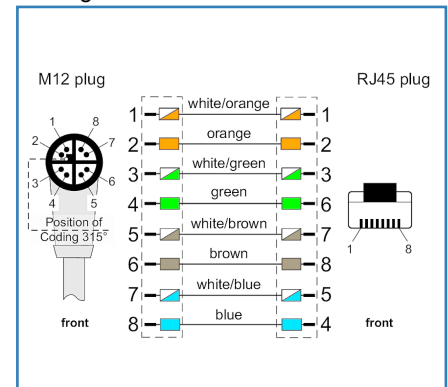 M12 plug
RJ45 plug
1 8
2 7
3 6
4 5
Position of
Coding 315°
front
1 white/orange 1
2 orange 2
3 white/green 3
4 green 6
5 white/brown 7
6 brown 8
7 white/blue 5
8 blue 4
1 8
front